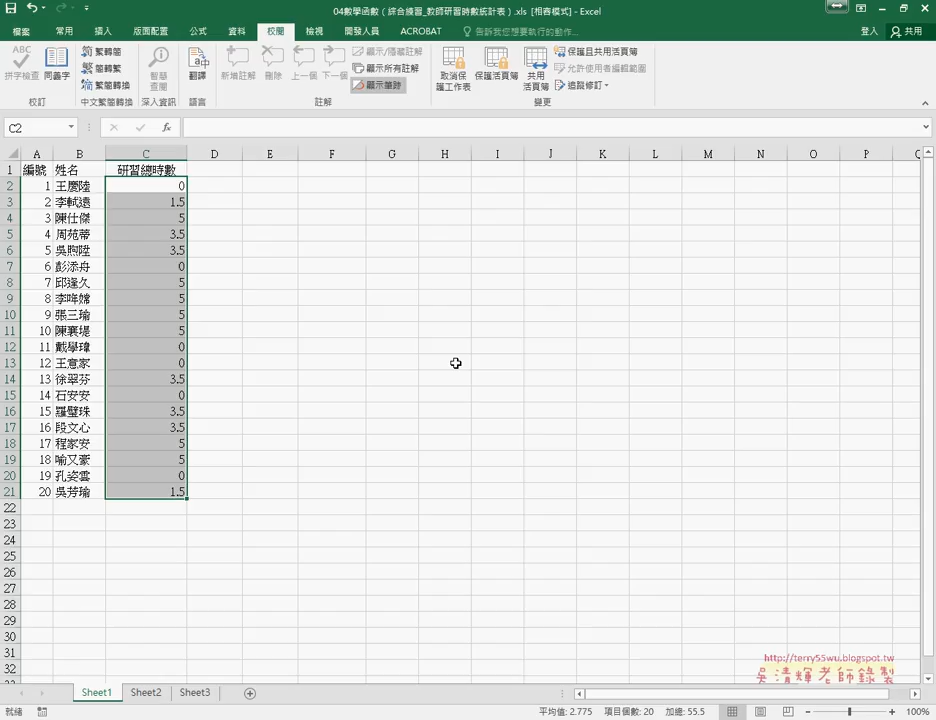 04數學函數（綜合練習_教師研習時數統計表）.xls [相容模式] - Excel
檔案 常用 插入 版面配置 公式 資料 校閱 檢視 開發人員 ACROBAT 告訴我您想要執行的動作... 登入 共用
ABC
拼字檢查 同義字
校訂
繁轉簡
簡轉繁
繁簡轉換
中文繁簡轉換
智慧查閱
深入資訊
翻譯
語言
新增註解 刪除 上一個 下一個
顯示/隱藏註解
顯示所有註解
顯示筆跡
註解
取消保護工作表 保護活頁簿 共用活頁簿
保護且共用活頁簿
允許使用者編輯範圍
追蹤修訂
變更
C2 fx
A B C D E F G H I J K L M N O P Q
1 編號 姓名 研習總時數
2 1 王慶陸 0
3 2 李軾遠 1.5
4 3 陳仕傑 5
5 4 周苑蒂 3.5
6 5 吳煦陞 3.5
7 6 彭添舟 0
8 7 邱逢久 5
9 8 李哖嫦 5
10 9 張三瑜 5
11 10 陳襄堤 5
12 11 戴學瑋 0
13 12 王意家 0
14 13 徐翠芬 3.5
15 14 石安安 0
16 15 羅璧珠 3.5
17 16 段文心 3.5
18 17 程家安 5
19 18 喻又豪 5
20 19 孔姿雲 0
21 20 吳芳瑜 1.5
22
23
24
25
26
27
28
29
30
31
32
http://terry55wu.blogspot.tw
吳清輝老師錄製
Sheet1 Sheet2 Sheet3
就緒 平均值: 2.775 項目個數: 20 加總: 55.5 100%